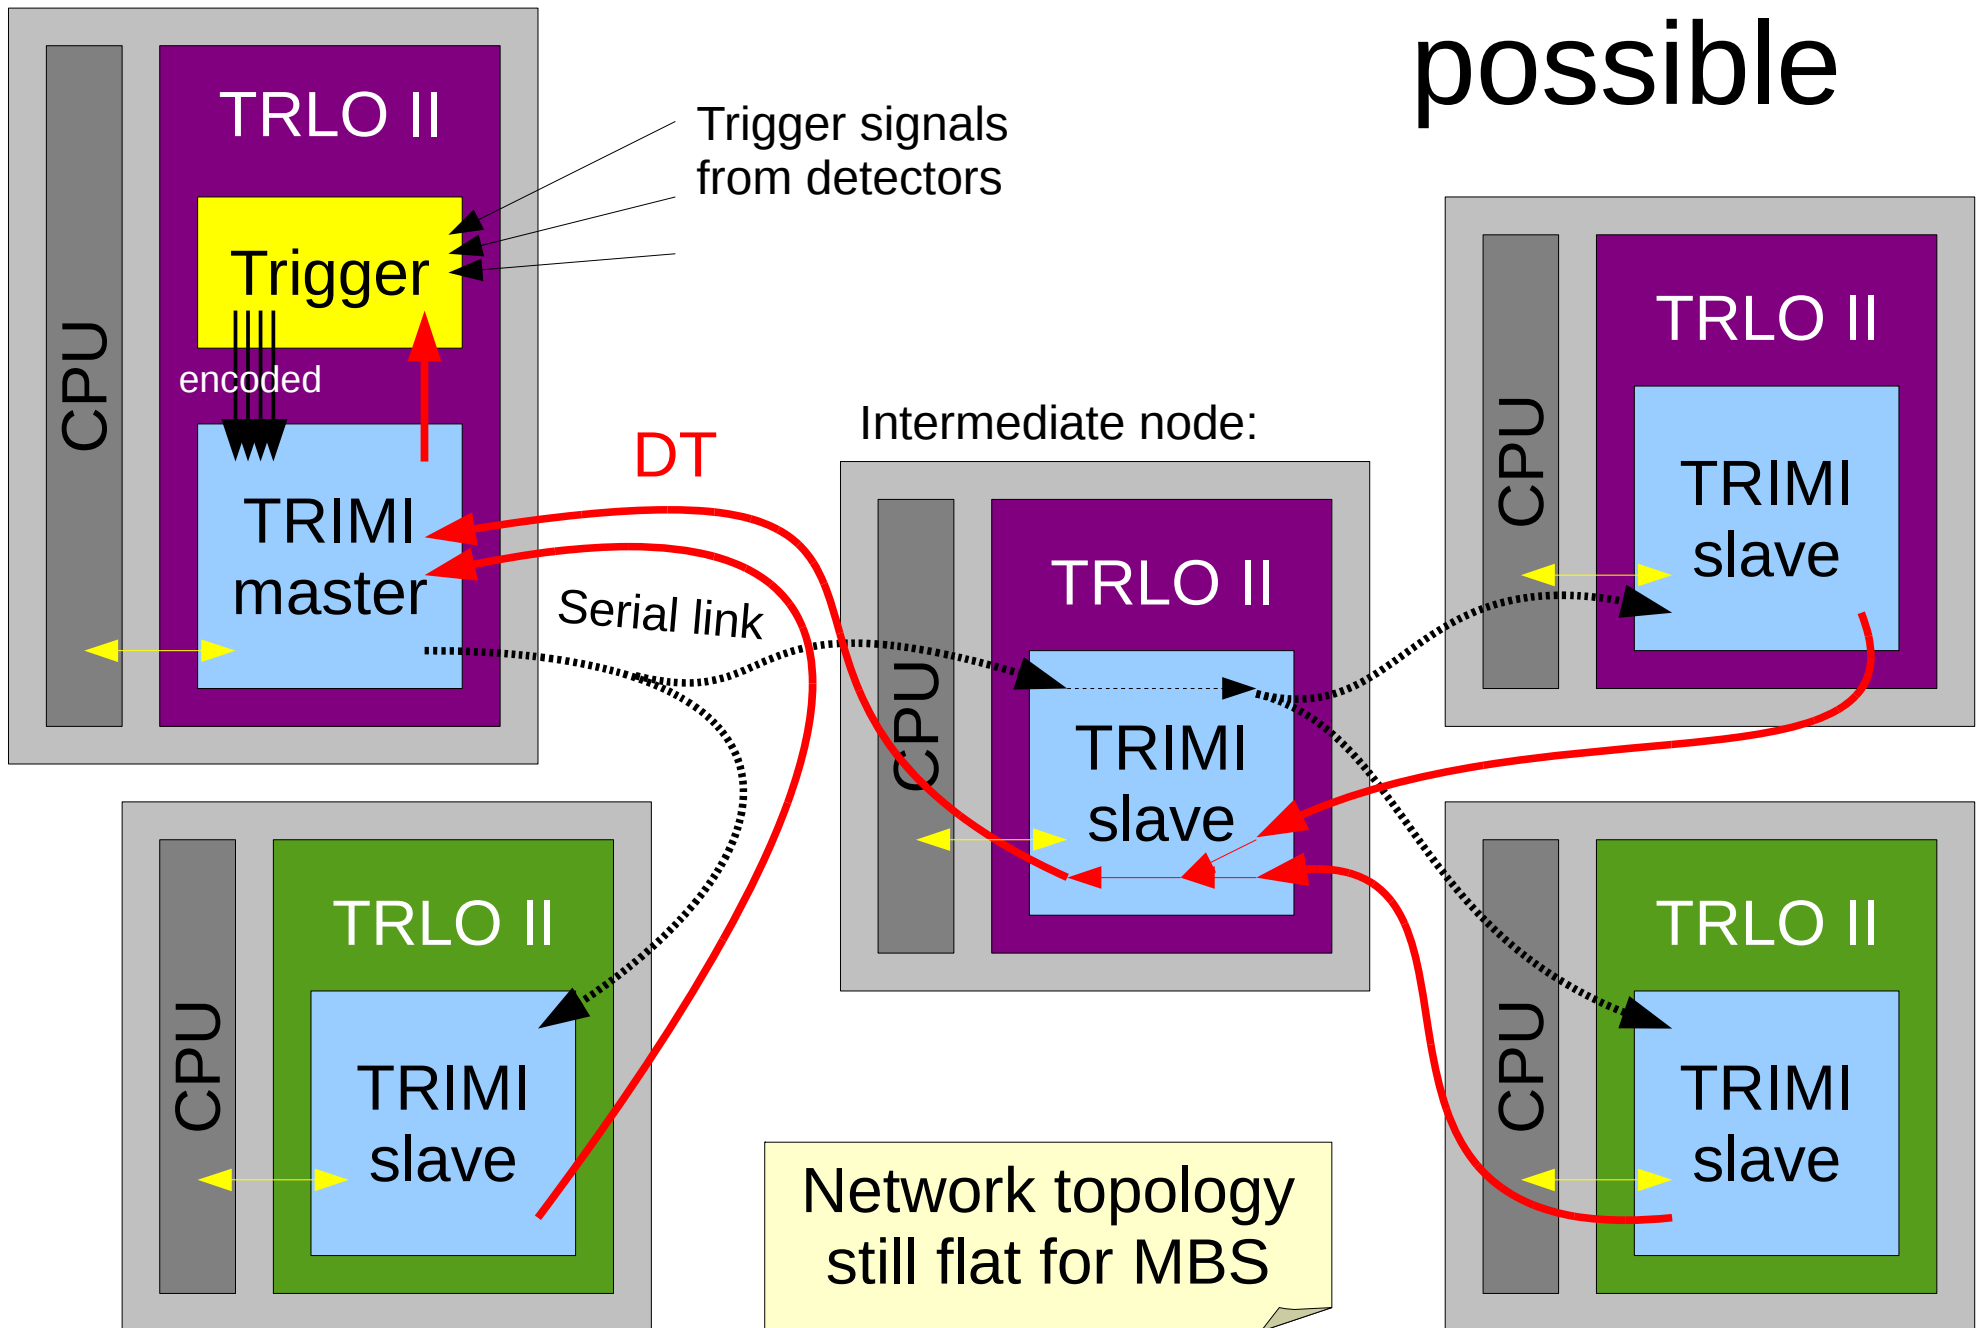 possible
TRLO II
Trigger signals
from detectors
Trigger
CPU
encoded
TRIMI
master
DT
Serial link
Intermediate node:
CPU
TRLO II
TRIMI
slave
CPU
TRLO II
TRIMI
slave
CPU
TRLO II
TRIMI
slave
CPU
TRLO II
TRIMI
slave
Network topology
still flat for MBS